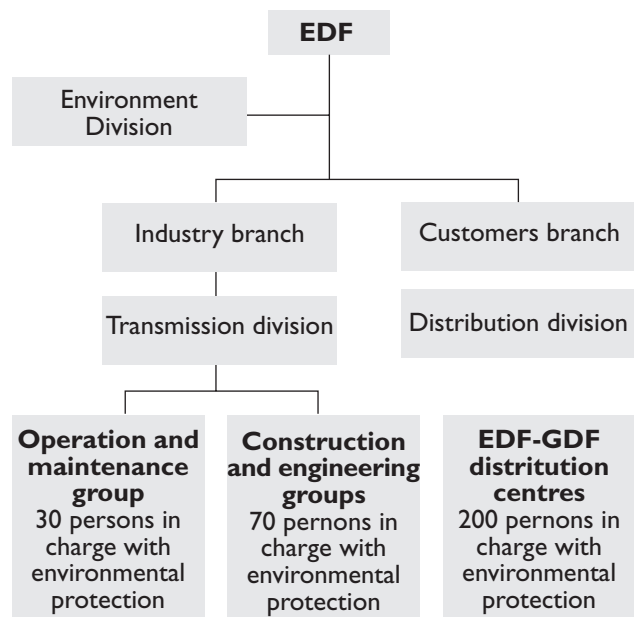 EDF
Environment
Division
Industry branch
Customers branch
Transmission division
Distribution division
Operation and
maintenance
group
30 persons in
charge with
environmental
protection
Construction
and engineering
groups
70 pernons in
charge with
environmental
protection
EDF-GDF
distritution
centres
200 pernons in
charge with
environmental
protection